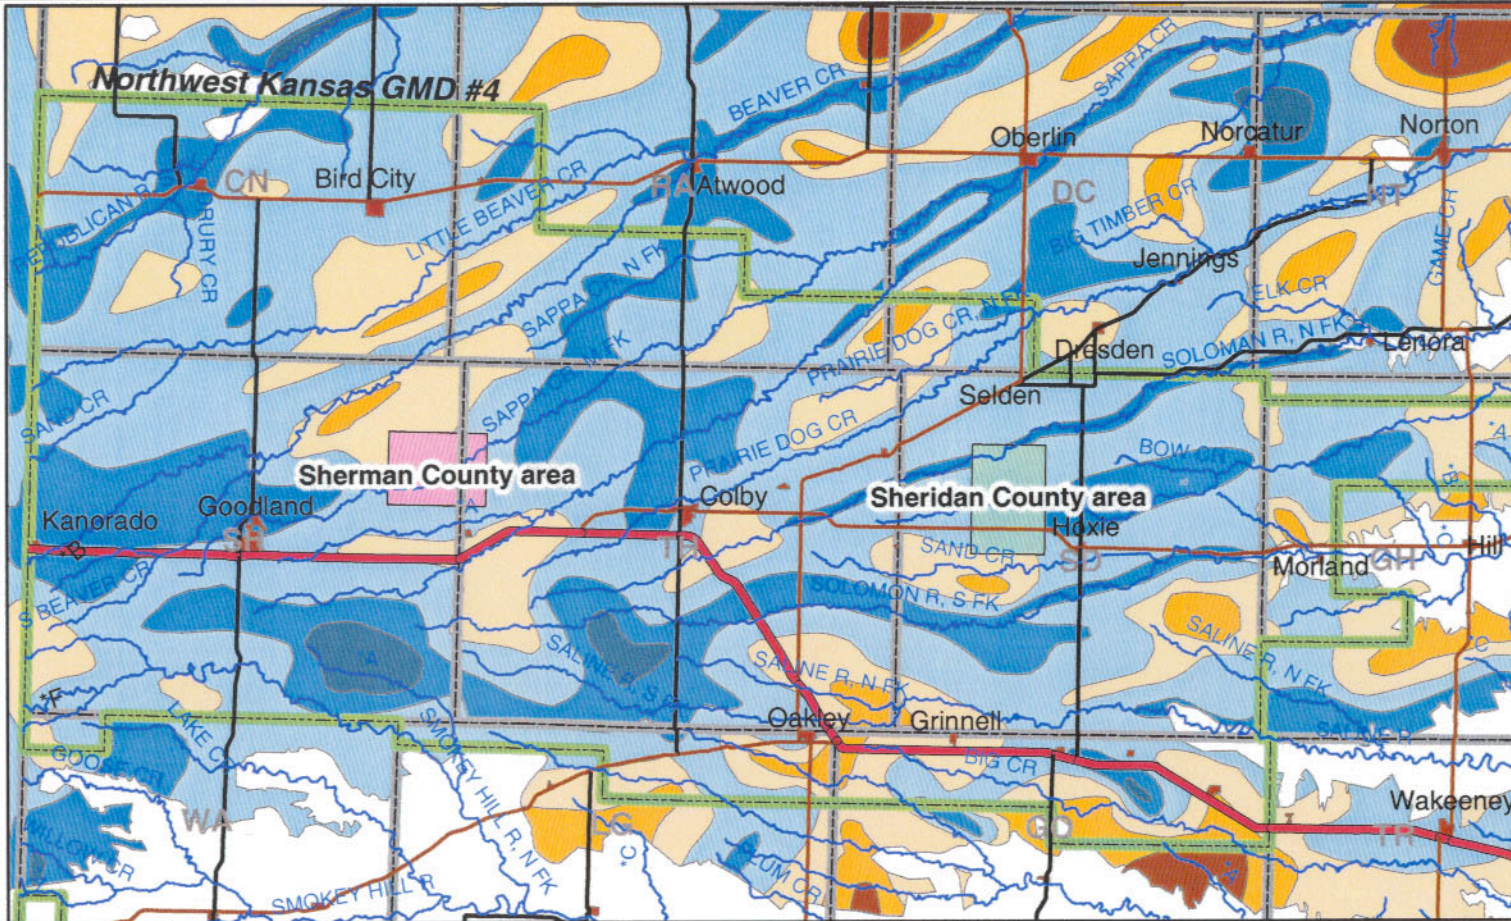 Northwest Kansas GMD #4
BEAVER CR
SAPPA CR
Oberlin
Norcatur
Norton
CN
Bird City
RA
Atwood
DC
NT
REPUBLICAN R
LITTLE BEAVER CR
BIG TIMBER CR
GAME CR
Jennings
SAPPA CR, N FK
ELK CR
PRAIRIE DOG CR, N F
Dresden
SOLOMAN R, N FK
Lenora
SAPPA CR, M FK
Selden
SAND CR
PRAIRIE DOG CR
BOW CR
*A
Sherman County area
*B
Goodland
A
Colby
Sheridan County area
Kanorado
SH
Hoxie
*C
*B
TH
SAND CR
SD
Morland
GH
Hill
BEAVER CR
SOLOMON R, S FK
*A
SALINE R, S F
SALINE R, N FK
SALINE R, N FK
*C
*F
LAKE C
SMOKEY HILL R, N FK
Oakley
Grinnell
SALINE R
GOOSE CR
BIG CR
WA
LG
GO
Wakeeney
TR
WILLOW CR
*C
PLUM CR
*A
SMOKEY HILL R